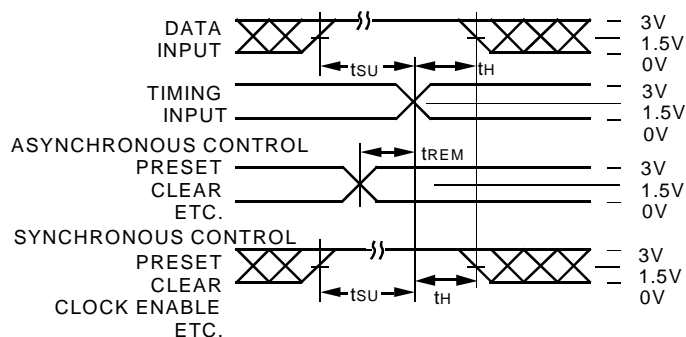 DATA
INPUT
3V
1.5V
0V
tSU
tH
TIMING
INPUT
3V
1.5V
0V
ASYNCHRONOUS CONTROL
PRESET
CLEAR
ETC.
tREM
3V
1.5V
0V
SYNCHRONOUS CONTROL
PRESET
CLEAR
CLOCK ENABLE
ETC.
tSU
tH
3V
1.5V
0V